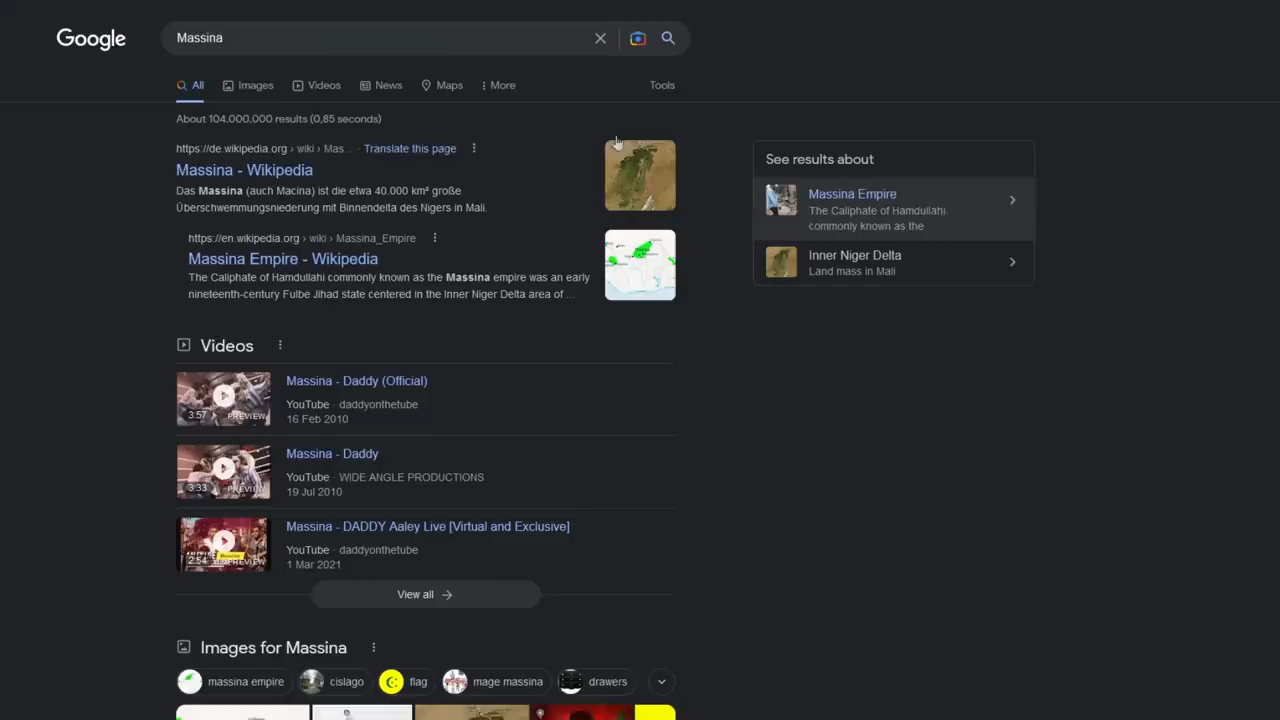 Google
Massina
All
Images
Videos
News
Maps
More
Tools
About 104.000.000 results (0,85 seconds)
https://de.wikipedia.org › wiki › Mas... · Translate this page
Massina - Wikipedia
Das Massina (auch Macina) ist die etwa 40.000 km² große
Überschwemmungsniederung mit Binnendelta des Nigers in Mali.
https://en.wikipedia.org › wiki › Massina_Empire
Massina Empire - Wikipedia
The Caliphate of Hamdullahi commonly known as the Massina empire was an early
nineteenth-century Fulbe Jihad state centered in the Inner Niger Delta area of ...
See results about
Massina Empire
The Caliphate of Hamdullahi
commonly known as the
Inner Niger Delta
Land mass in Mali
Videos
3:57
PREVIEW
Massina - Daddy (Official)
YouTube · daddyonthetube
16 Feb 2010
3:33
PREVIEW
Massina - Daddy
YouTube · WIDE ANGLE PRODUCTIONS
19 Jul 2010
2:54
PREVIEW
Massina - DADDY Aaley Live [Virtual and Exclusive]
YouTube · daddyonthetube
1 Mar 2021
View all
Images for Massina
massina empire
cislago
flag
mage massina
drawers